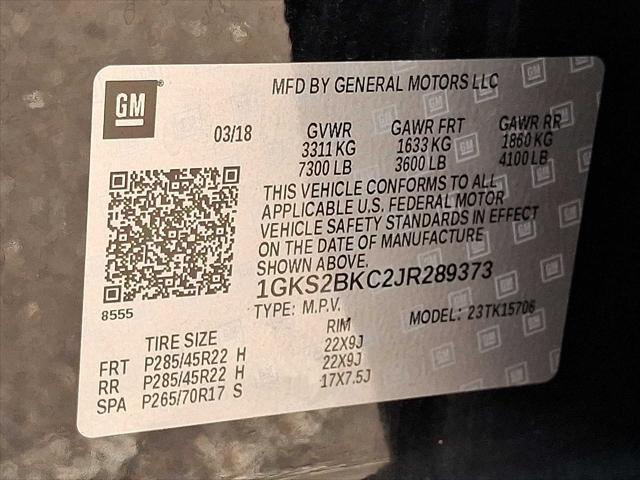 GM
MFD BY GENERAL MOTORS LLC
03/18 GVWR GAWR FRT GAWR RR
3311 KG 1633 KG 1860 KG
7300 LB 3600 LB 4100 LB
THIS VEHICLE CONFORMS TO ALL
APPLICABLE U.S. FEDERAL MOTOR
VEHICLE SAFETY STANDARDS IN EFFECT
ON THE DATE OF MANUFACTURE
SHOWN ABOVE.
1GKS2BKC2JR289373
8555
TYPE: M.P.V. MODEL: 23TK15706
TIRE SIZE RIM
FRT P285/45R22 H 22X9J
RR P285/45R22 H 22X9J
SPA P265/70R17 S 17X7.5J